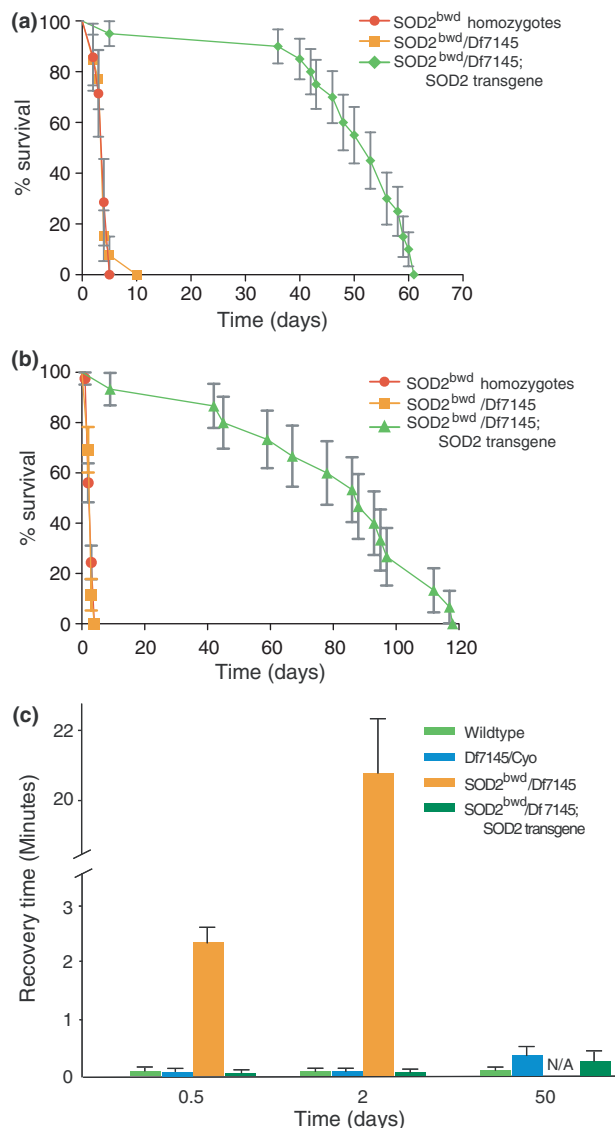 (a)
SOD2bwd homozygotes
SOD2bwd/Df7145
SOD2bwd/Df7145;
SOD2 transgene
% survival
100
80
60
40
20
0
0 10 20 30 40 50 60 70
Time (days)
(b)
SOD2bwd homozygotes
SOD2bwd /Df7145
SOD2bwd /Df7145;
SOD2 transgene
% survival
100
80
60
40
20
0
0 20 40 60 80 100 120
Time (days)
(c)
Wildtype
Df7145/Cyo
SOD2bwd/Df7145
SOD2bwd/Df7145;
SOD2 transgene
Recovery time (Minutes)
22
20
3
2
1
0
N/A
0.5 2 50
Time (days)